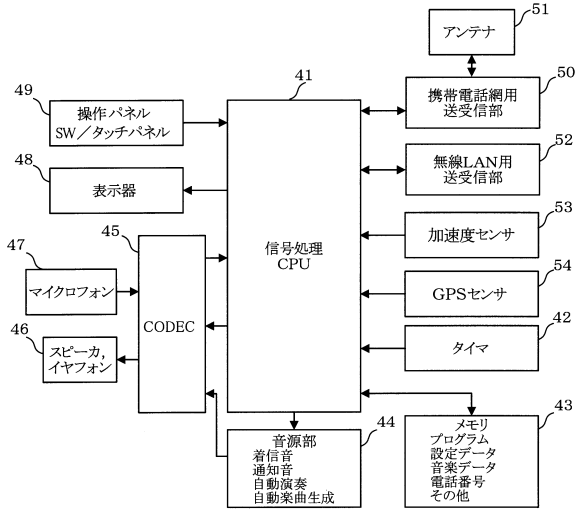 51
アンテナ
41
49
操作パネル
SW／タッチパネル
50
携帯電話網用
送受信部
48
表示器
52
無線LAN用
送受信部
45
信号処理
CPU
53
加速度センサ
47
マイクロフォン
CODEC
54
GPSセンサ
46
スピーカ,
イヤフォン
42
タイマ
44
音源部
着信音
通知音
自動演奏
自動楽曲生成
43
メモリ
プログラム
設定データ
音楽データ
電話番号
その他